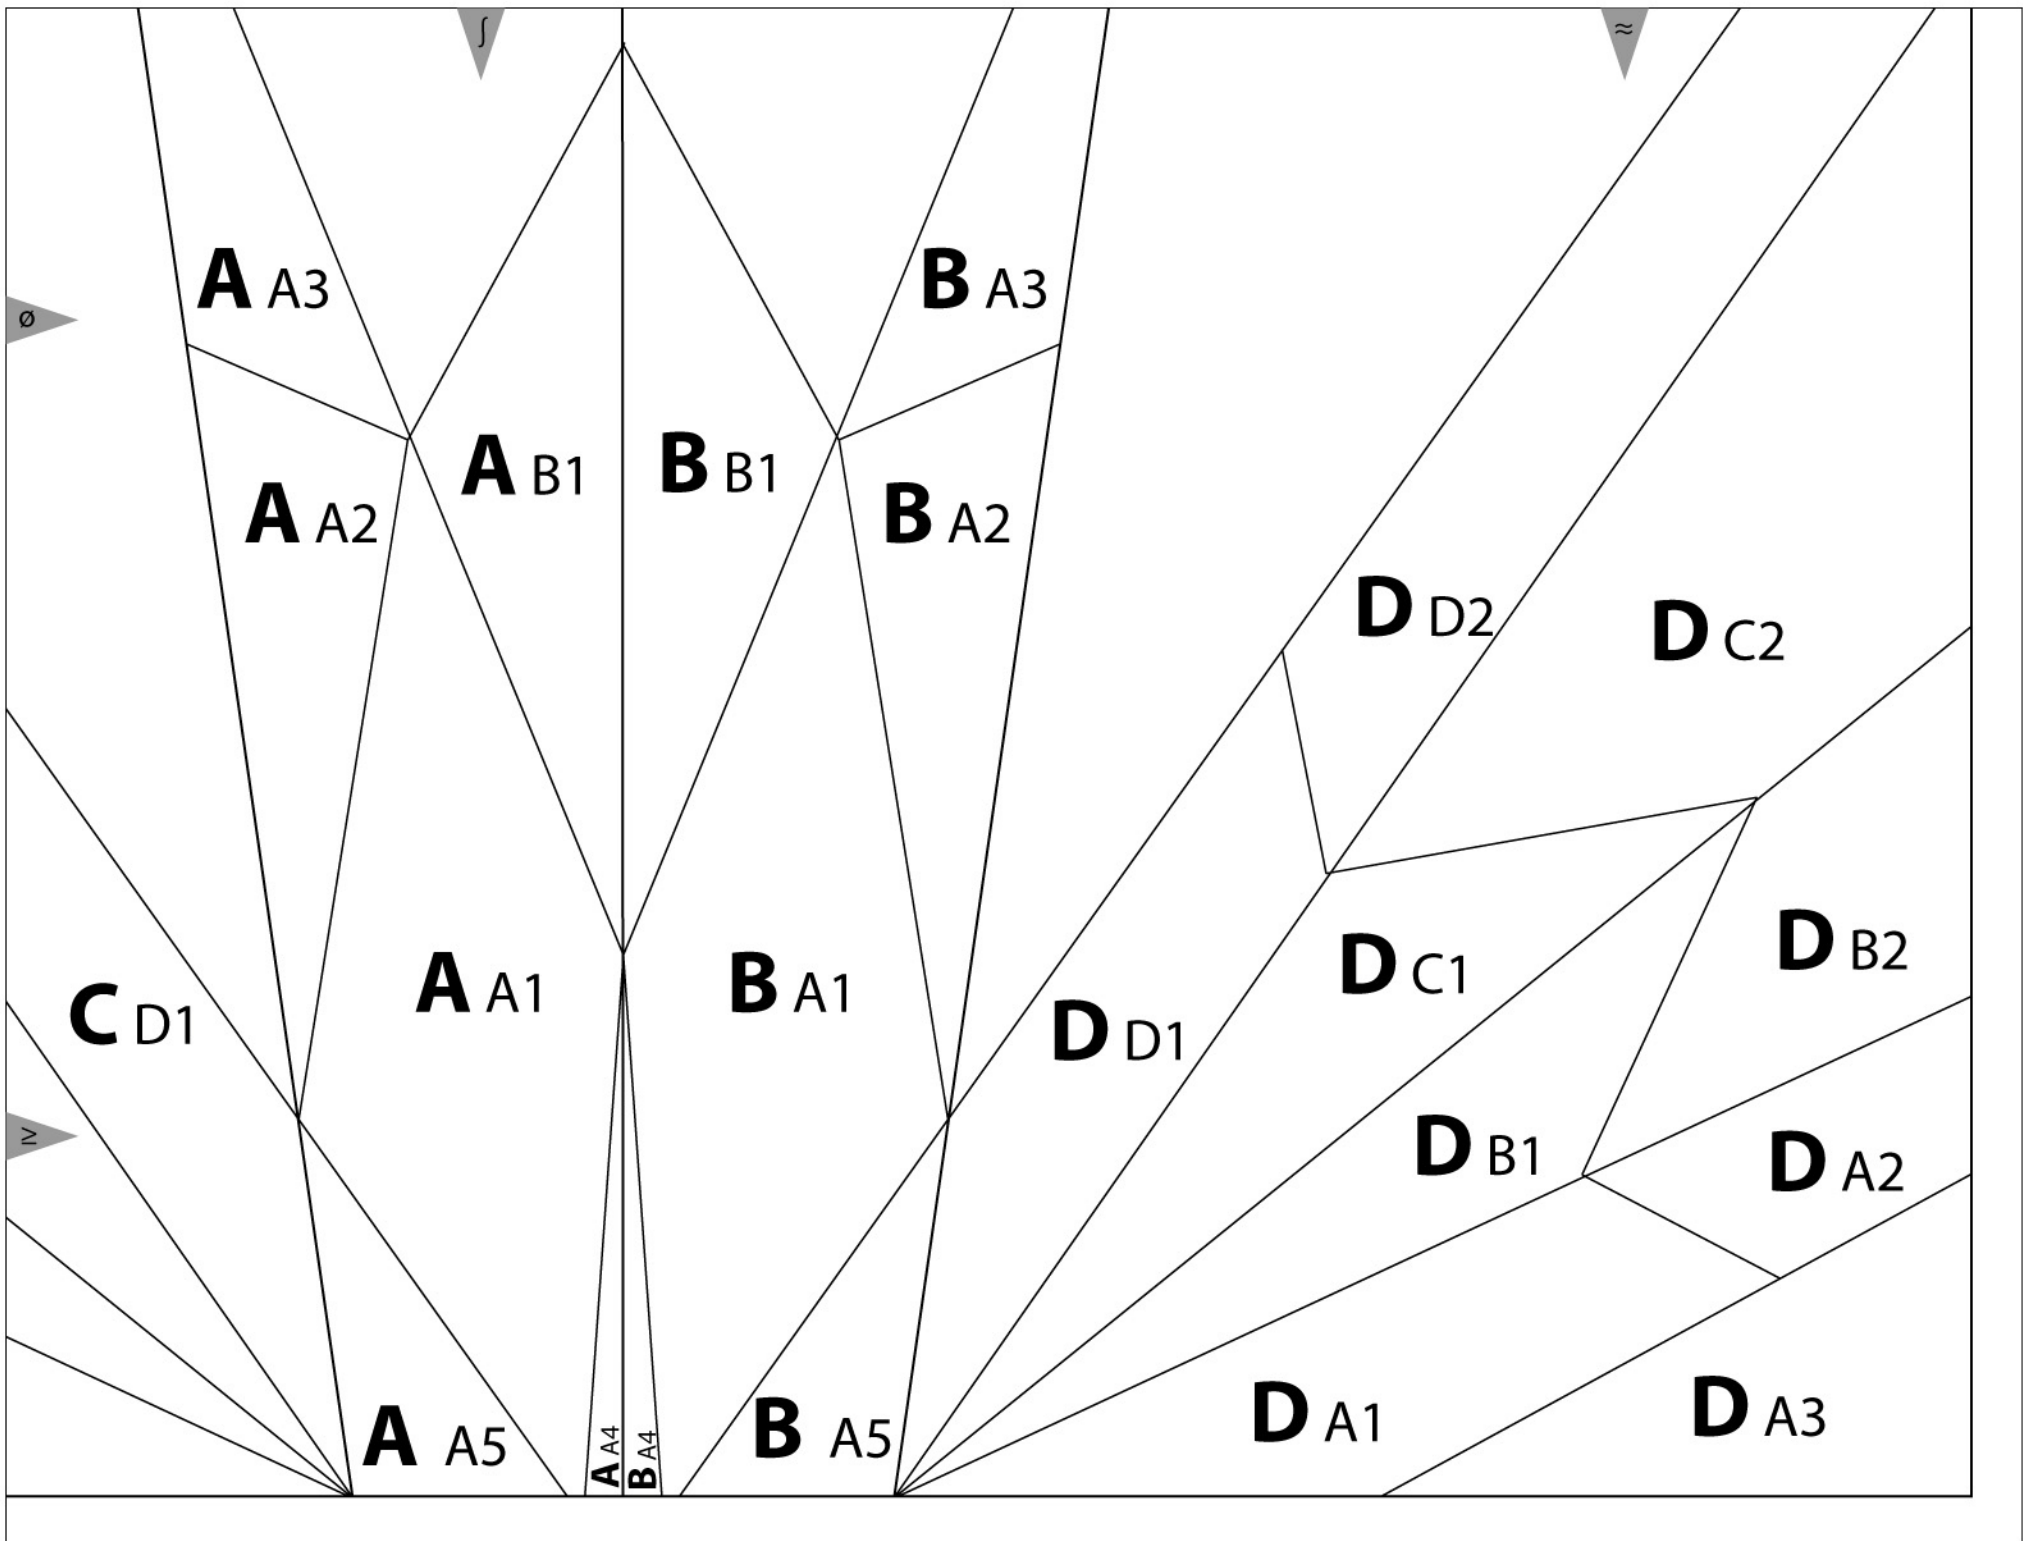 ∫
≈
A A3
B A3
ø
A B1
B B1
A A2
B A2
D D2
D C2
D B2
D C1
A A1
B A1
C D1
D D1
≥
D B1
D A2
A A5
A A4
B A4
B A5
D A1
D A3